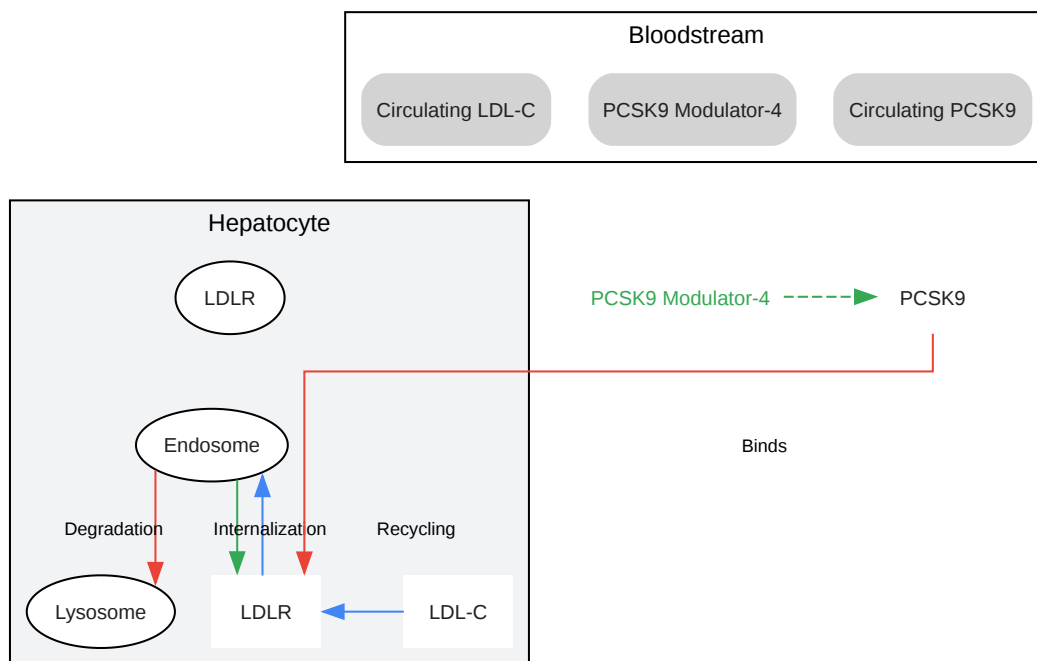 Bloodstream
Circulating LDL-C
PCSK9 Modulator-4
Circulating PCSK9
Hepatocyte
LDLR
PCSK9 Modulator-4
PCSK9
Endosome
Binds
Degradation
Internalization
Recycling
Lysosome
LDLR
LDL-C